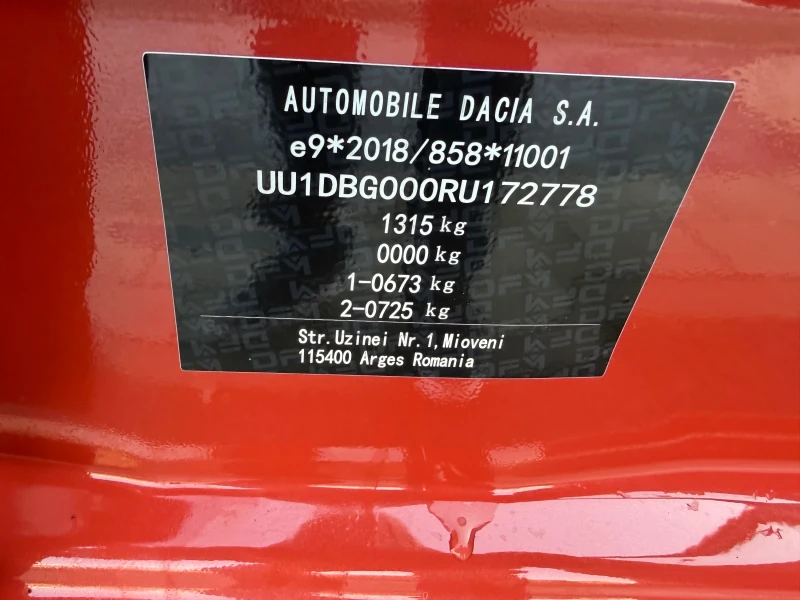 AUTOMOBILE DACIA S.A.
e9*2018/858*11001
UU1DBG000RU172778
1315 kg
0000 kg
1-0673 kg
2-0725 kg
Str.Uzinei Nr.1,Mioveni
115400 Arges Romania